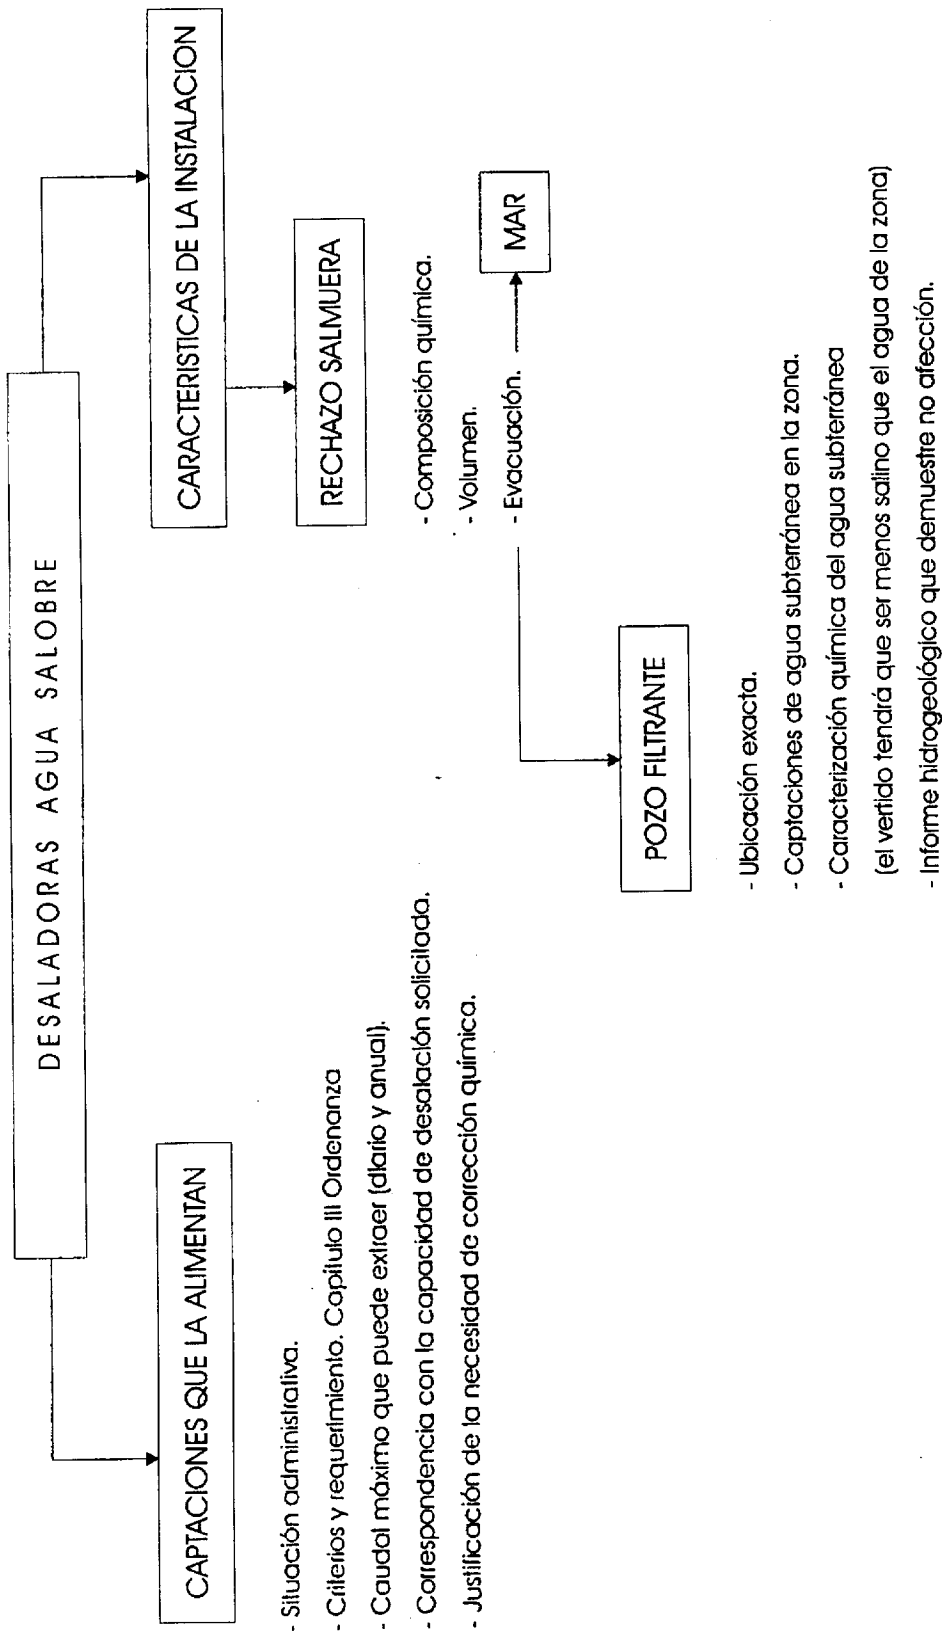 DESALADORAS AGUA SALOBRE
CAPTACIONES QUE LA ALIMENTAN
- Situación administrativa.
- Criterios y requerimiento. Capítulo III Ordenanza
- Caudal máximo que puede extraer (diario y anual).
- Correspondencia con la capacidad de desalación solicitada.
- Justificación de la necesidad de corrección química.
CARACTERISTICAS DE LA INSTALACION
RECHAZO SALMUERA
- Composición química.
- Volumen.
- Evacuación.
MAR
POZO FILTRANTE
- Ubicación exacta.
- Captaciones de agua subterránea en la zona.
- Caracterización química del agua subterránea
(el vertido tendrá que ser menos salino que el agua de la zona)
- Informe hidrogeológico que demuestre no afección.